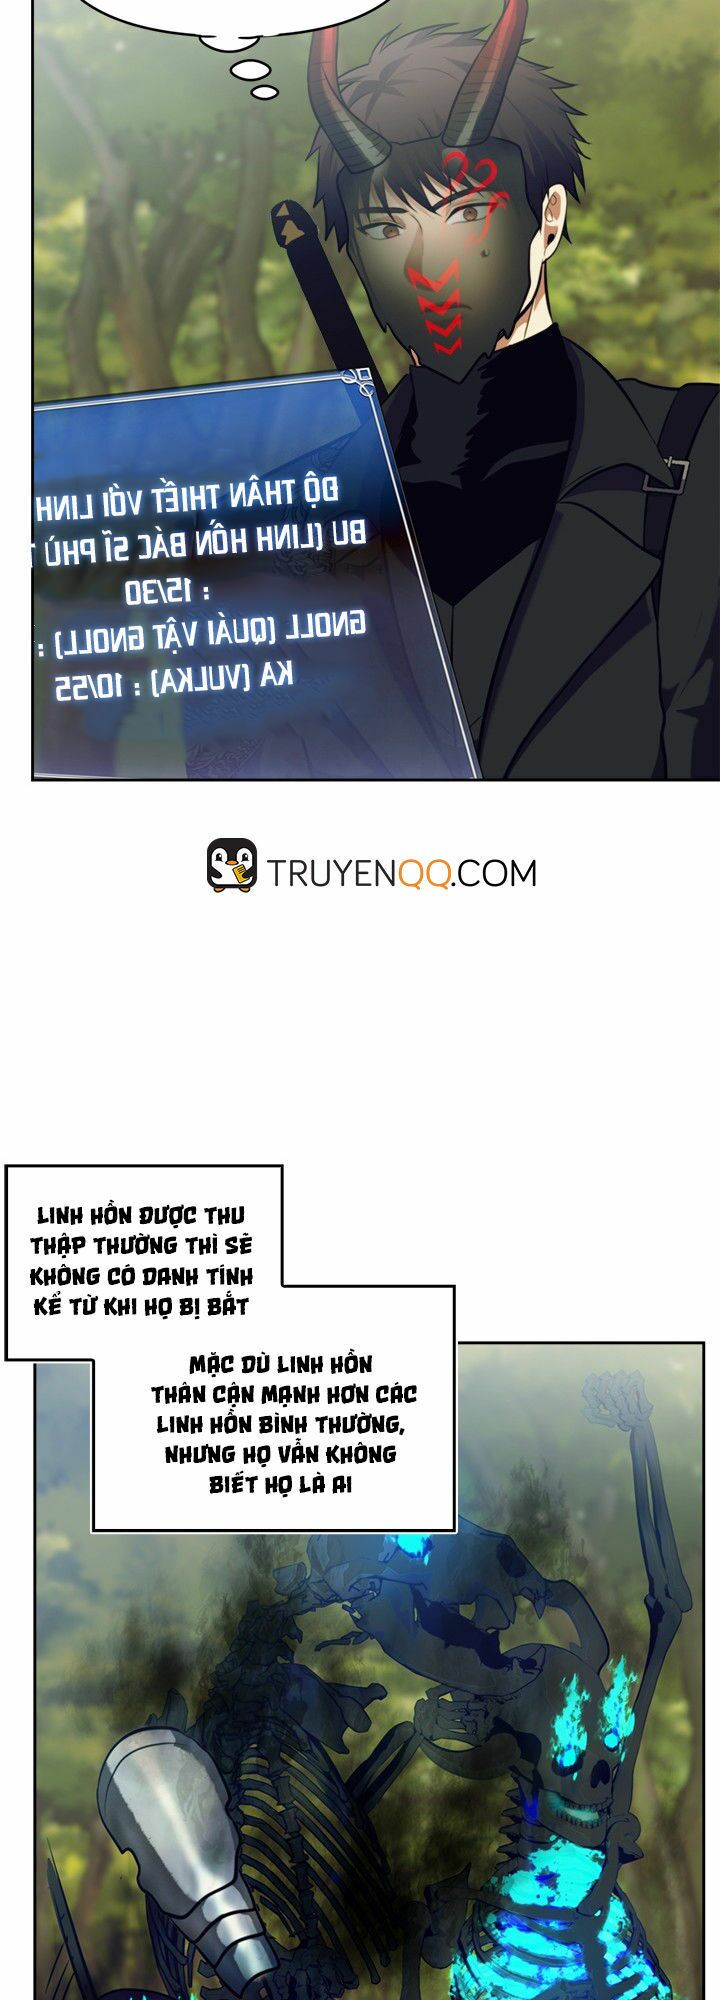 ĐỘ THÂN THIẾT VỚI LINH
BU (LINH HỒN BÁC SĨ PHÙ T
: 15/30
GNOLL (QUÀI VẬT GNOLL) :
KA (VULKA) : 10/55
TRUYENQQ.COM
LINH HỒN ĐƯỢC THU
THẬP THƯỜNG THÌ SẼ
KHÔNG CÓ DANH TÍNH
KỂ TỪ KHI HỌ BỊ BẮT
MẶC DÙ LINH HỒN
THÂN CẬN MẠNH HƠN CÁC
LINH HỒN BÌNH THƯỜNG,
NHƯNG HỌ VẪN KHÔNG
BIẾT HỌ LÀ AI